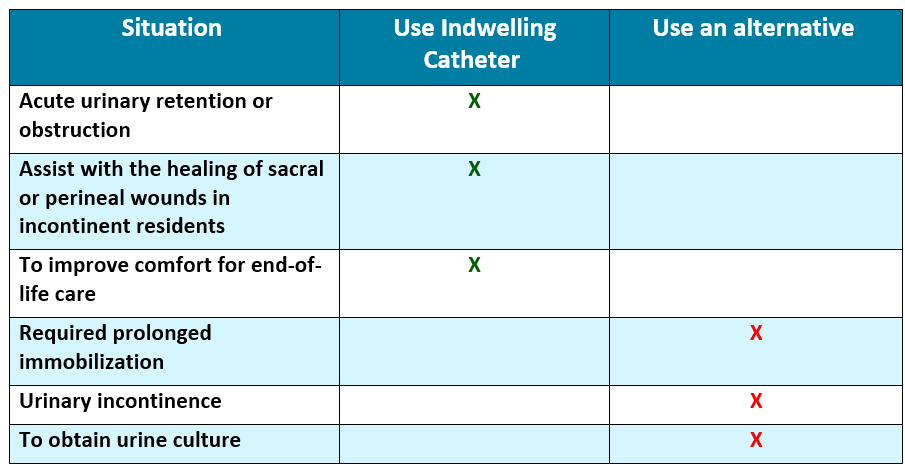 Situation
Use Indwelling
Catheter
Use an alternative
Acute urinary retention or
obstruction
X
Assist with the healing of sacral
or perineal wounds in
incontinent residents
X
To improve comfort for end-of-
life care
X
Required prolonged
immobilization
X
Urinary incontinence
X
To obtain urine culture
X